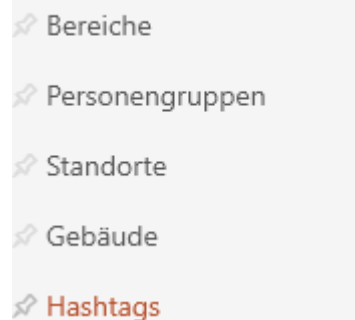 Bereiche
Personengruppen
Standorte
Gebäude
Hashtags